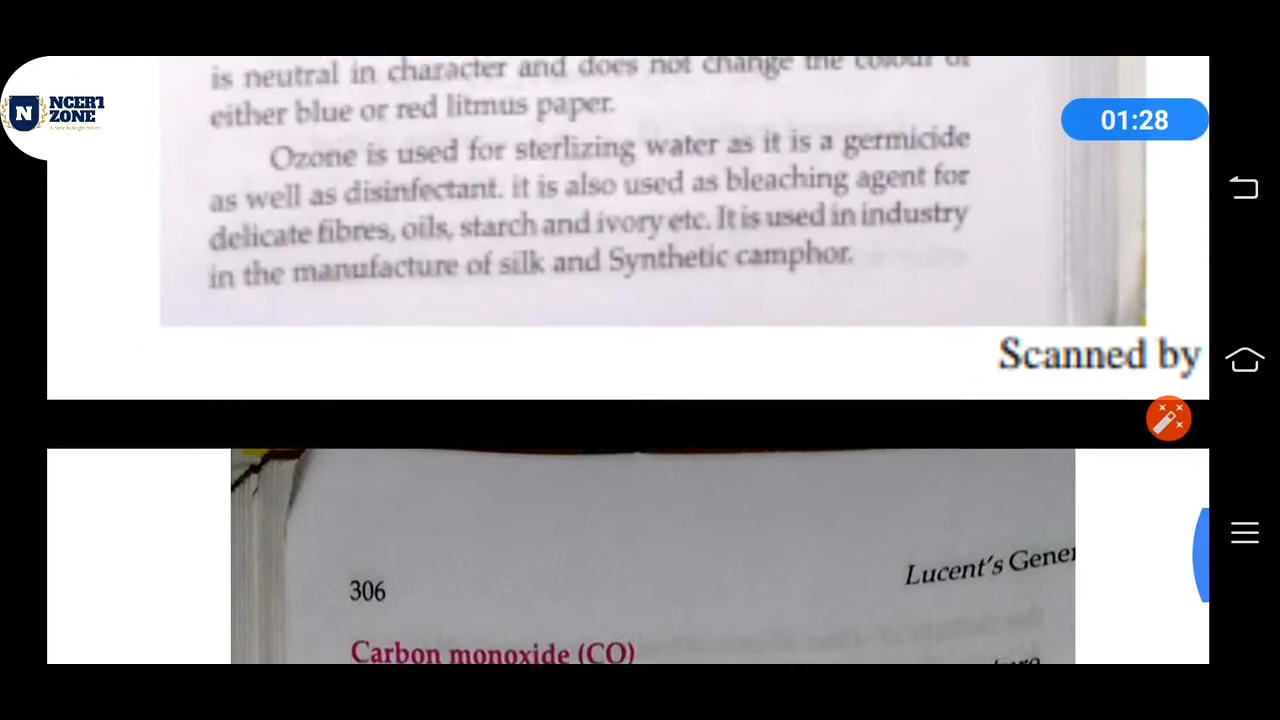 is neutral in character and does not change the colour of
either blue or red litmus paper.
Ozone is used for sterlizing water as it is a germicide
as well as disinfectant. it is also used as bleaching agent for
delicate fibres, oils, starch and ivory etc. It is used in industry
in the manufacture of silk and Synthetic camphor.
NCERT
ZONE
N
01:28
Scanned by
306
Lucent's Gener
Carbon monoxide (CO)